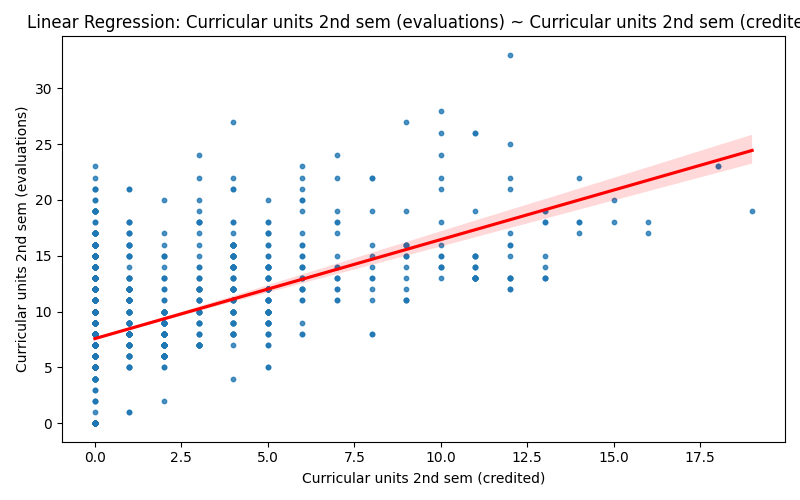 Linear Regression: Curricular units 2nd sem (evaluations) ~ Curricular units 2nd sem (credite
30
25
20
15
10
5
0
Curricular units 2nd sem (evaluations)
0.0 2.5 5.0 7.5 10.0 12.5 15.0 17.5
Curricular units 2nd sem (credited)